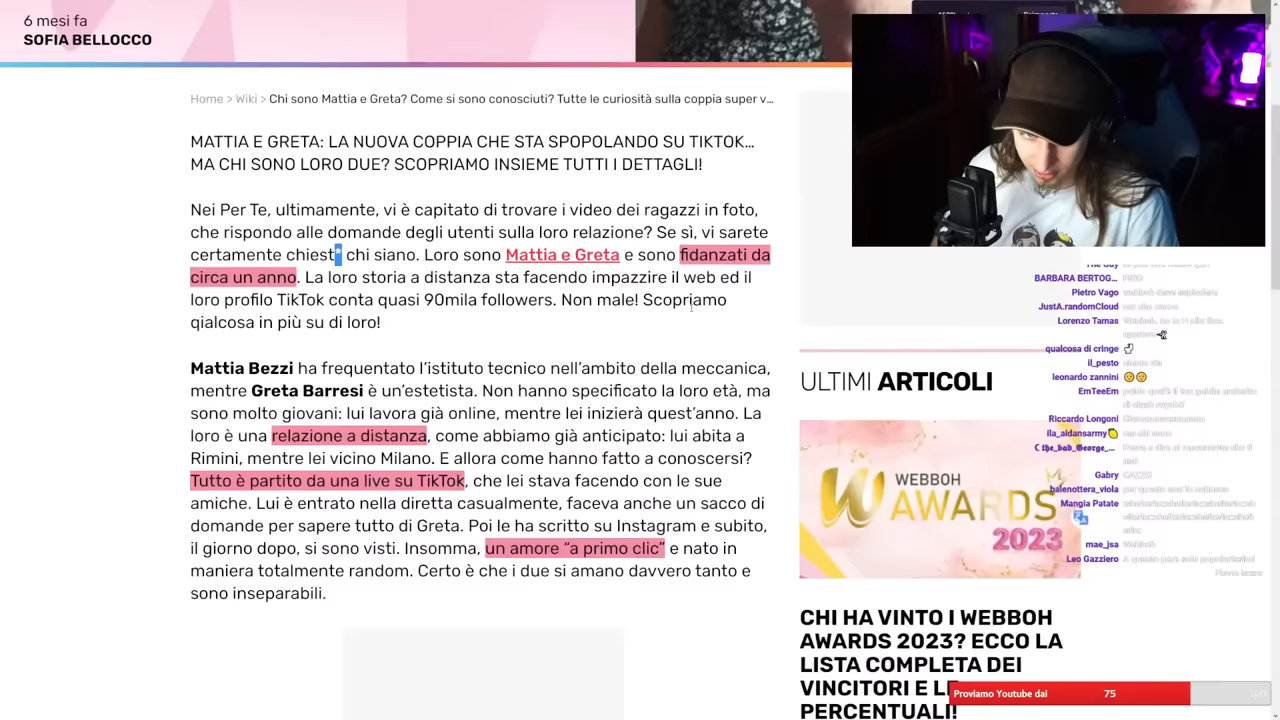 6 mesi fa
SOFIA BELLOCCO
Home > Wiki > Chi sono Mattia e Greta? Come si sono conosciuti? Tutte le curiosità sulla coppia super v...
MATTIA E GRETA: LA NUOVA COPPIA CHE STA SPOPOLANDO SU TIKTOK...
MA CHI SONO LORO DUE? SCOPRIAMO INSIEME TUTTI I DETTAGLI!
Nei Per Te, ultimamente, vi è capitato di trovare i video dei ragazzi in foto,
che rispondo alle domande degli utenti sulla loro relazione? Se sì, vi sarete
certamente chiest* chi siano. Loro sono Mattia e Greta e sono fidanzati da
circa un anno. La loro storia a distanza sta facendo impazzire il web ed il
loro profilo TikTok conta quasi 90mila followers. Non male! Scopriamo
qialcosa in più su di loro!
Mattia Bezzi ha frequentato l'istituto tecnico nell'ambito della meccanica,
mentre Greta Barresi è un'estetista. Non hanno specificato la loro età, ma
sono molto giovani: lui lavora già online, mentre lei inizierà quest'anno. La
loro è una relazione a distanza, come abbiamo già anticipato: lui abita a
Rimini, mentre lei vicino Milano. E allora come hanno fatto a conoscersi?
Tutto è partito da una live su TikTok, che lei stava facendo con le sue
amiche. Lui è entrato in diretta casualmente, faceva anche un sacco di
domande per sapere tutto di Greta. Poi le ha scritto su Instagram e subito,
il giorno dopo, si sono visti. Insomma, un amore “a primo clic” e nato in
maniera totalmente random. Certo è che i due si amano davvero tanto e
sono inseparabili.
ULTIMI ARTICOLI
WEBBOH
AWARDS
2023
CHI HA VINTO I WEBBOH
AWARDS 2023? ECCO LA
LISTA COMPLETA DEI
VINCITORI E LE
PERCENTUALI!
The Guy
BARBARA BERTOG...
Pietro Vago
JustA.randomCloud
Lorenzo Tamas
qualcosa di cringe
il_pesto
leonardo zannini
EmTeeEm
Riccardo Longoni
ila_aidansarmy
Gabry
balenottera_viola
Mangia Patate
mae_jsa
Leo Gazziero
Proviamo Youtube dai 75 100